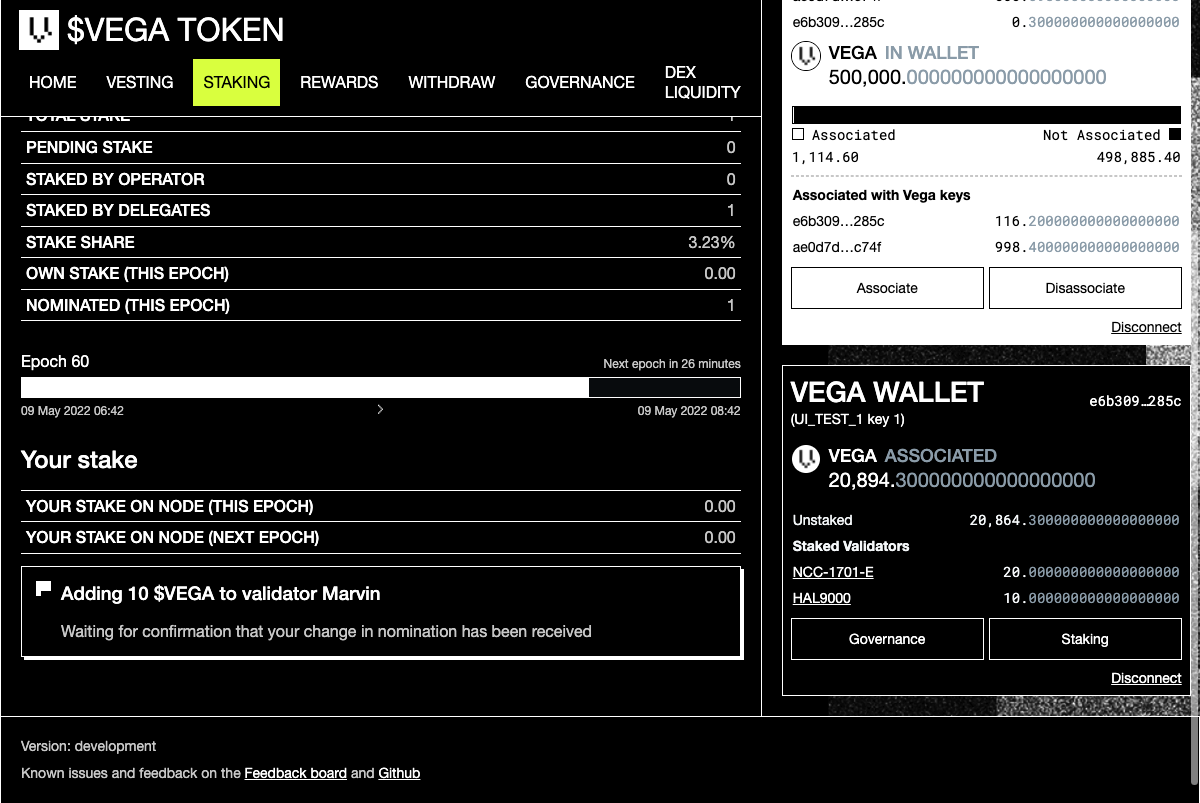 $VEGA TOKEN
HOME VESTING STAKING REWARDS WITHDRAW GOVERNANCE DEX LIQUIDITY
TOTAL STAKE 1
PENDING STAKE 0
STAKED BY OPERATOR 0
STAKED BY DELEGATES 1
STAKE SHARE 3.23%
OWN STAKE (THIS EPOCH) 0.00
NOMINATED (THIS EPOCH) 1
Epoch 60 Next epoch in 26 minutes
09 May 2022 06:42 09 May 2022 08:42
Your stake
YOUR STAKE ON NODE (THIS EPOCH) 0.00
YOUR STAKE ON NODE (NEXT EPOCH) 0.00
Adding 10 $VEGA to validator Marvin
Waiting for confirmation that your change in nomination has been received
e6b309…285c 0.300000000000000000
VEGA IN WALLET
500,000.000000000000000000
Associated Not Associated
1,114.60 498,885.40
Associated with Vega keys
e6b309…285c 116.200000000000000000
ae0d7d…c74f 998.400000000000000000
Associate Disassociate
Disconnect
VEGA WALLET e6b309…285c
(UI_TEST_1 key 1)
VEGA ASSOCIATED
20,894.300000000000000000
Unstaked 20,864.300000000000000000
Staked Validators
NCC-1701-E 20.000000000000000000
HAL9000 10.000000000000000000
Governance Staking
Disconnect
Version: development
Known issues and feedback on the Feedback board and Github